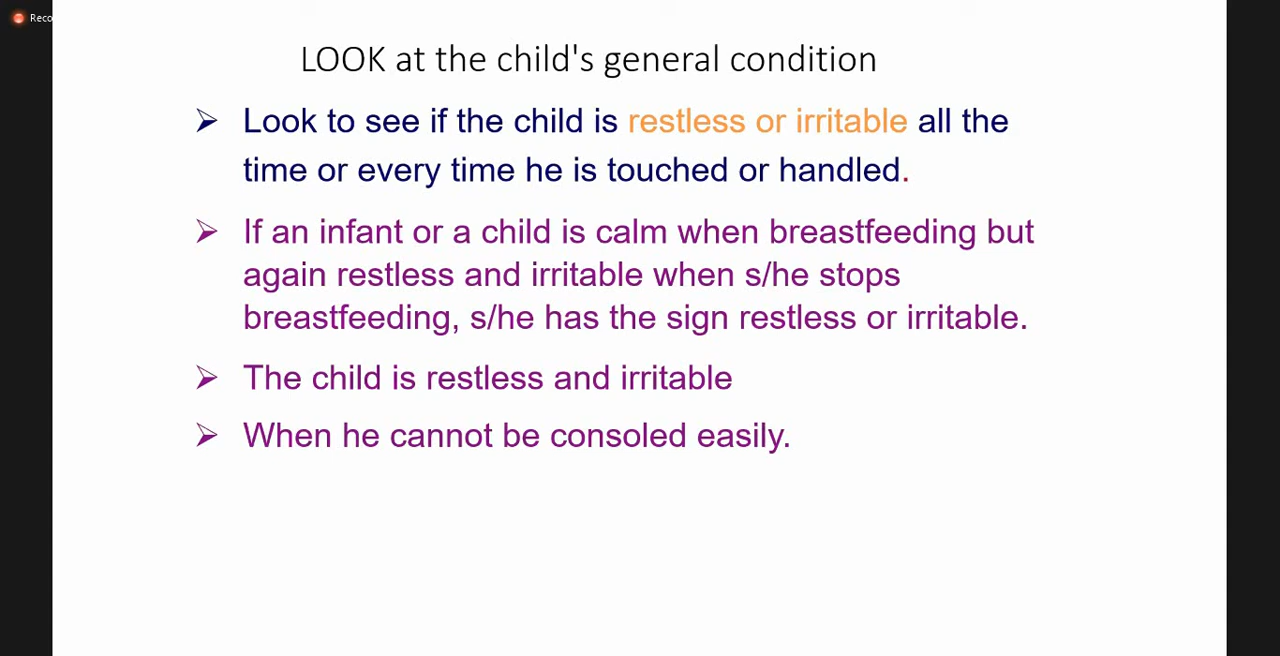 Reco
LOOK at the child's general condition
➢ Look to see if the child is restless or irritable all the
time or every time he is touched or handled.
➢ If an infant or a child is calm when breastfeeding but
again restless and irritable when s/he stops
breastfeeding, s/he has the sign restless or irritable.
➢ The child is restless and irritable
➢ When he cannot be consoled easily.